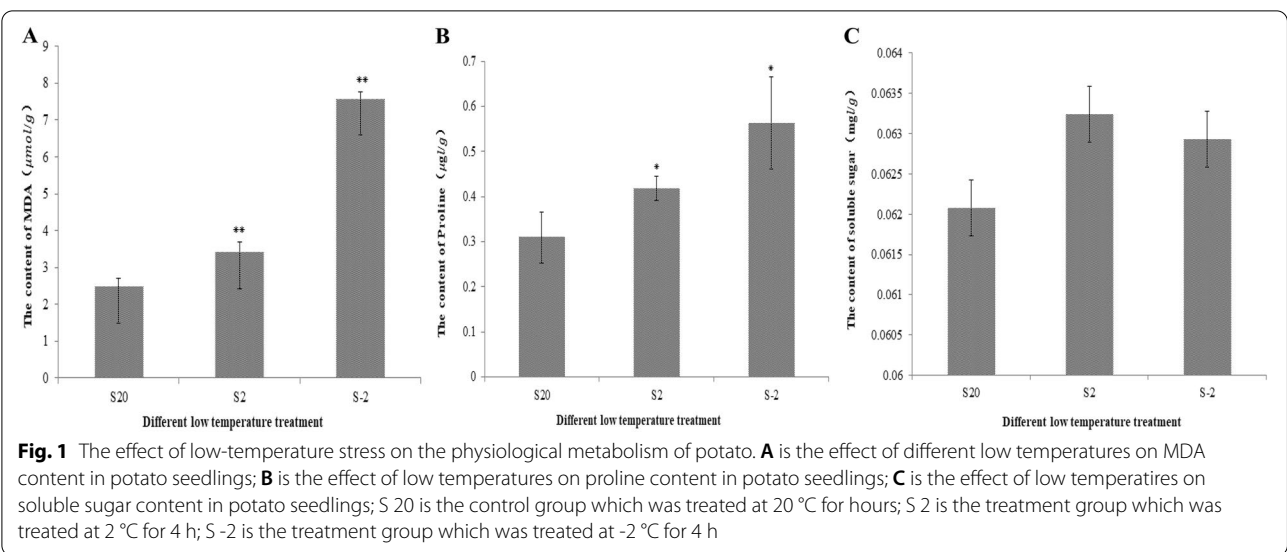 A
The content of MDA（μmol/g）
9
8
7
6
5
4
3
2
1
0
**
**
S20
S2
S-2
Different low temperature treatment
B
The content of Proline（μgl/g）
0.7
0.6
0.5
0.4
0.3
0.2
0.1
0
*
*
S20
S2
S-2
Different low temperature treatment
C
The content of soluble sugar（mgl/g）
0.064
0.0635
0.063
0.0625
0.062
0.0615
0.061
0.0605
0.06
S20
S2
S-2
Different low temperature treatment
Fig. 1 The effect of low-temperature stress on the physiological metabolism of potato. A is the effect of different low temperatures on MDA
content in potato seedlings; B is the effect of low temperatures on proline content in potato seedlings; C is the effect of low temperatires on
soluble sugar content in potato seedlings; S 20 is the control group which was treated at 20 °C for hours; S 2 is the treatment group which was
treated at 2 °C for 4 h; S -2 is the treatment group which was treated at -2 °C for 4 h